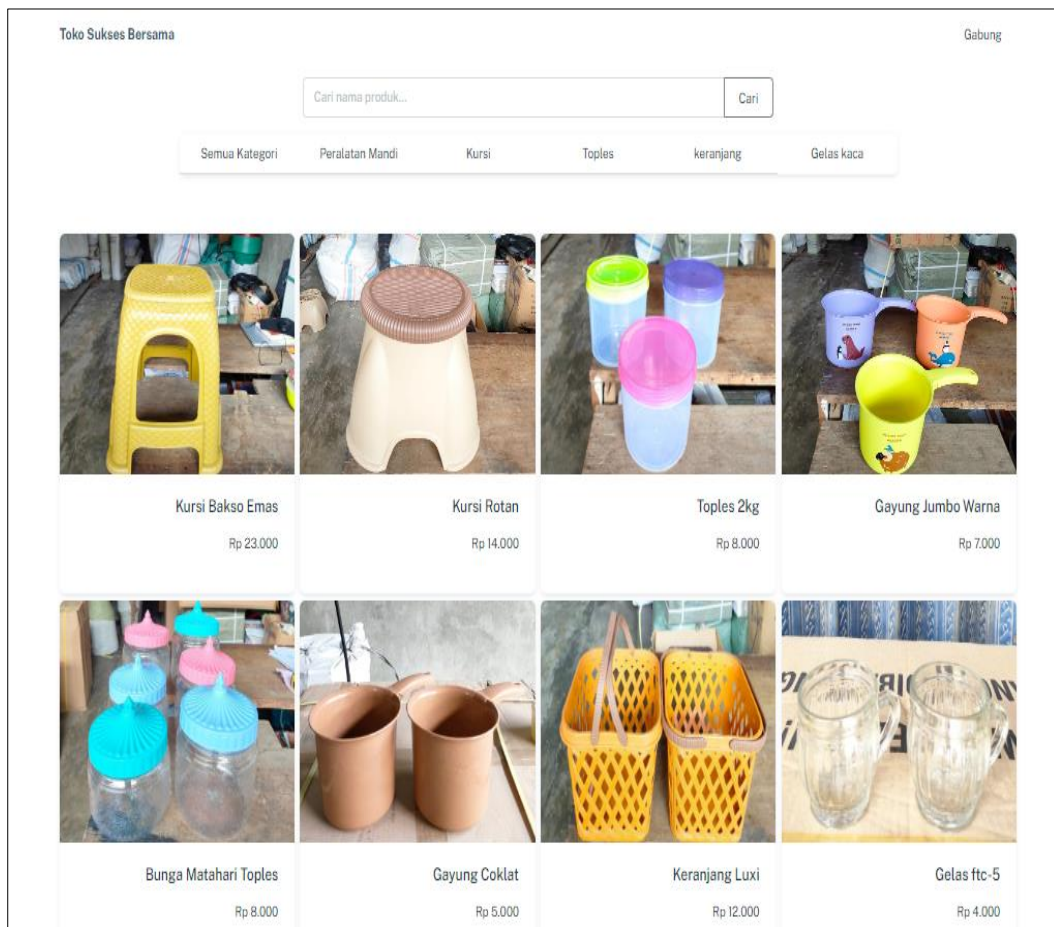 Toko Sukses Bersama
Gabung
Cari nama produk...
Cari
Semua Kategori
Peralatan Mandi
Kursi
Toples
keranjang
Gelas kaca
Kursi Bakso Emas
Rp 23.000
Kursi Rotan
Rp 14.000
Toples 2kg
Rp 8.000
Gayung Jumbo Warna
Rp 7.000
Bunga Matahari Toples
Rp 8.000
Gayung Coklat
Rp 5.000
Keranjang Luxi
Rp 12.000
Gelas ftc-5
Rp 4.000